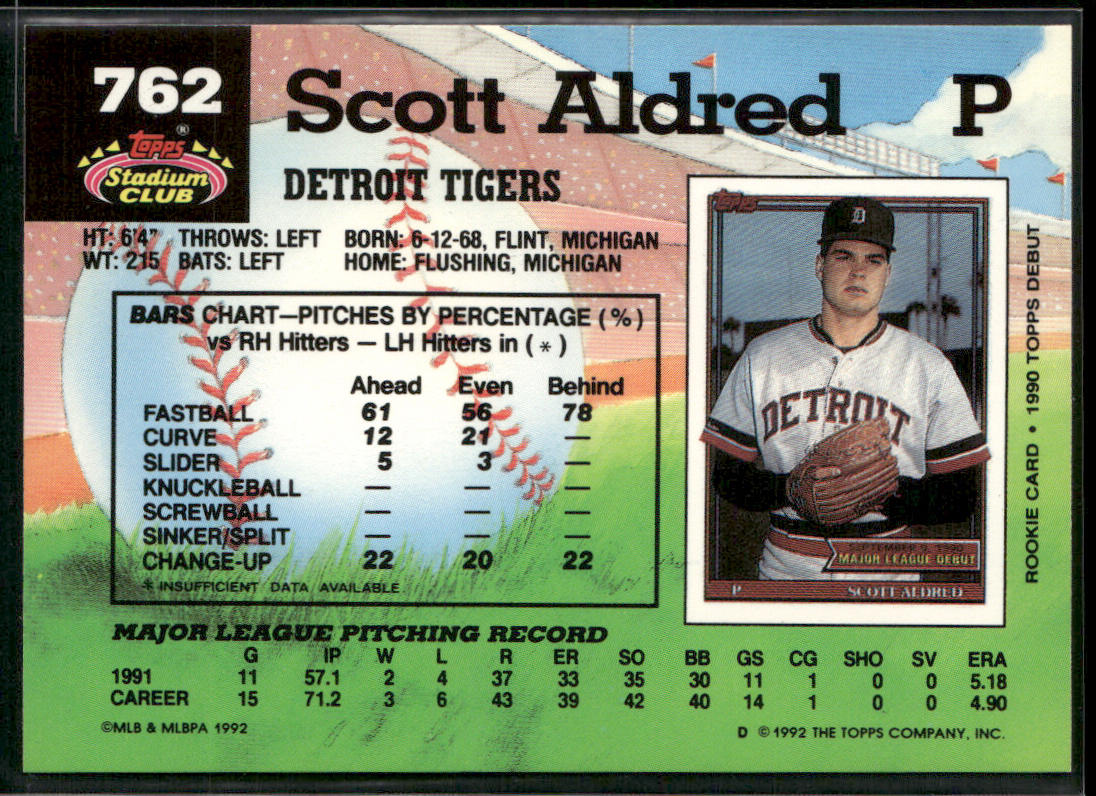 762
Scott Aldred P
Topps®
Stadium
CLUB
DETROIT TIGERS
HT: 6'4" THROWS: LEFT BORN: 6-12-68, FLINT, MICHIGAN
WT: 215 BATS: LEFT HOME: FLUSHING, MICHIGAN
BARS CHART—PITCHES BY PERCENTAGE (%)
vs RH Hitters — LH Hitters in (*)
Ahead Even Behind
FASTBALL 61 56 78
CURVE 12 21 —
SLIDER 5 3 —
KNUCKLEBALL — — —
SCREWBALL — — —
SINKER/SPLIT — — —
CHANGE-UP 22 20 22
* INSUFFICIENT DATA AVAILABLE.
Topps
D
DETROIT
SEPTEMBER 9, 1990
MAJOR LEAGUE DEBUT
P SCOTT ALDRED
ROOKIE CARD • 1990 TOPPS DEBUT
MAJOR LEAGUE PITCHING RECORD
G IP W L R ER SO BB GS CG SHO SV ERA
1991 11 57.1 2 4 37 33 35 30 11 1 0 0 5.18
CAREER 15 71.2 3 6 43 39 42 40 14 1 0 0 4.90
©MLB & MLBPA 1992
D © 1992 THE TOPPS COMPANY, INC.